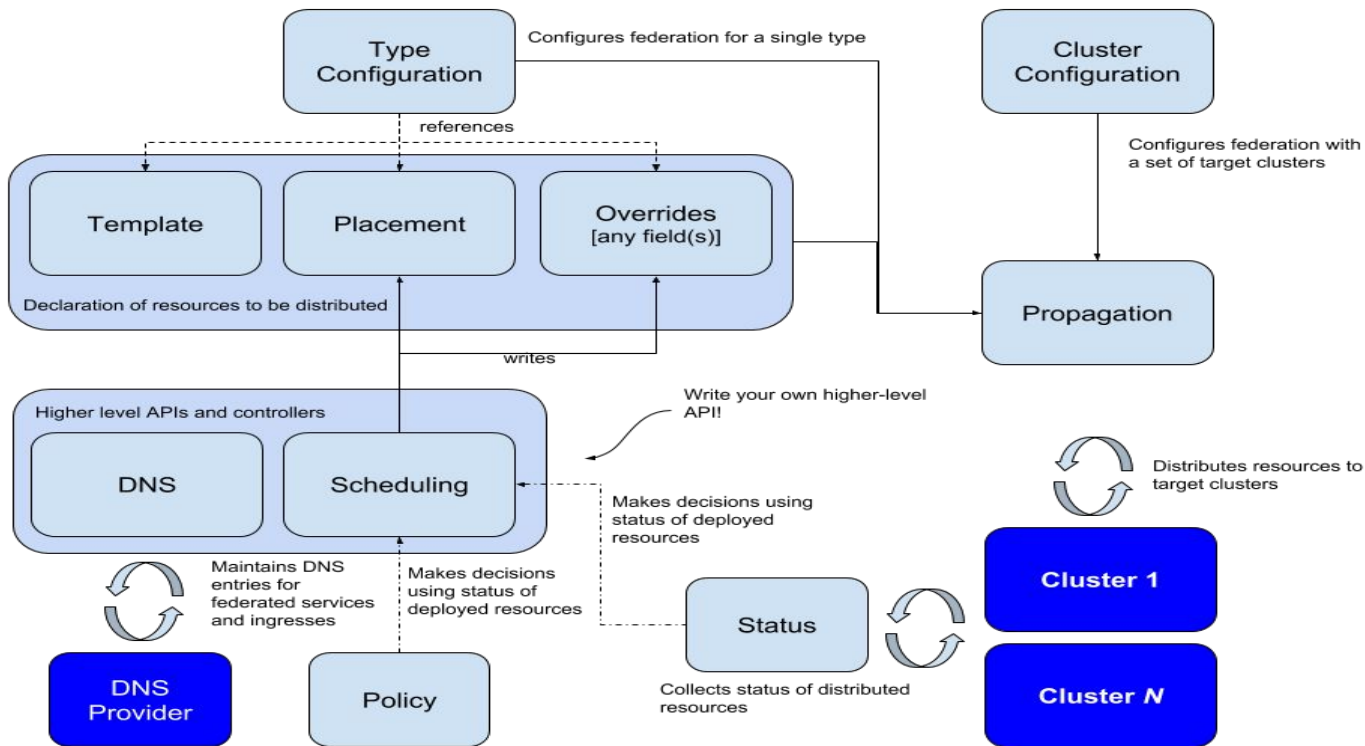 Type
Configuration
Configures federation for a single type
Cluster
Configuration
references
Configures federation with
a set of target clusters
Template
Placement
Overrides
[any field(s)]
Declaration of resources to be distributed
Propagation
writes
Higher level APIs and controllers
Write your own higher-level
API!
DNS
Scheduling
Distributes resources to
target clusters
Makes decisions using
status of deployed
resources
Maintains DNS
entries for
federated services
and ingresses
Makes decisions
using status of
deployed resources
Cluster 1
Status
DNS
Provider
Policy
Collects status of distributed
resources
Cluster N